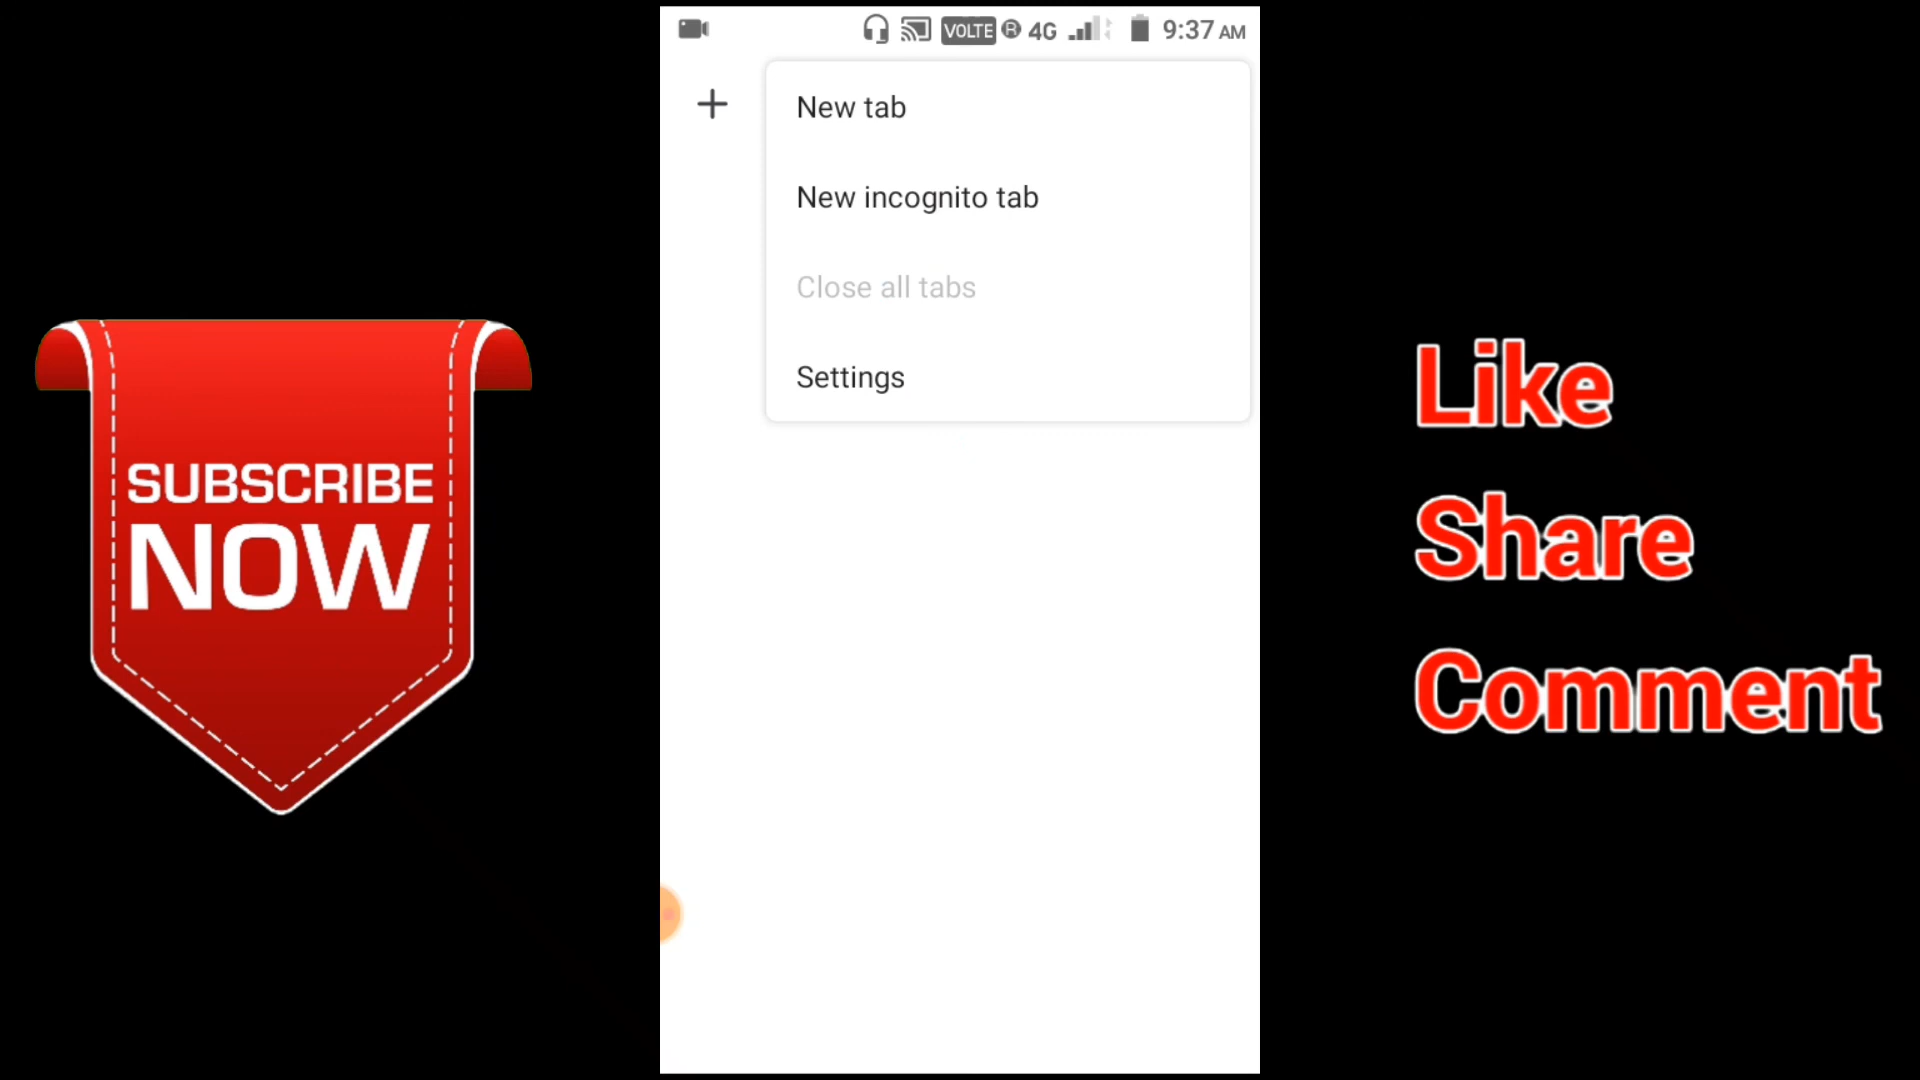 VOLTE R 4G 9:37 AM
New tab
New incognito tab
Close all tabs
Settings
SUBSCRIBE
NOW
Like
Share
Comment